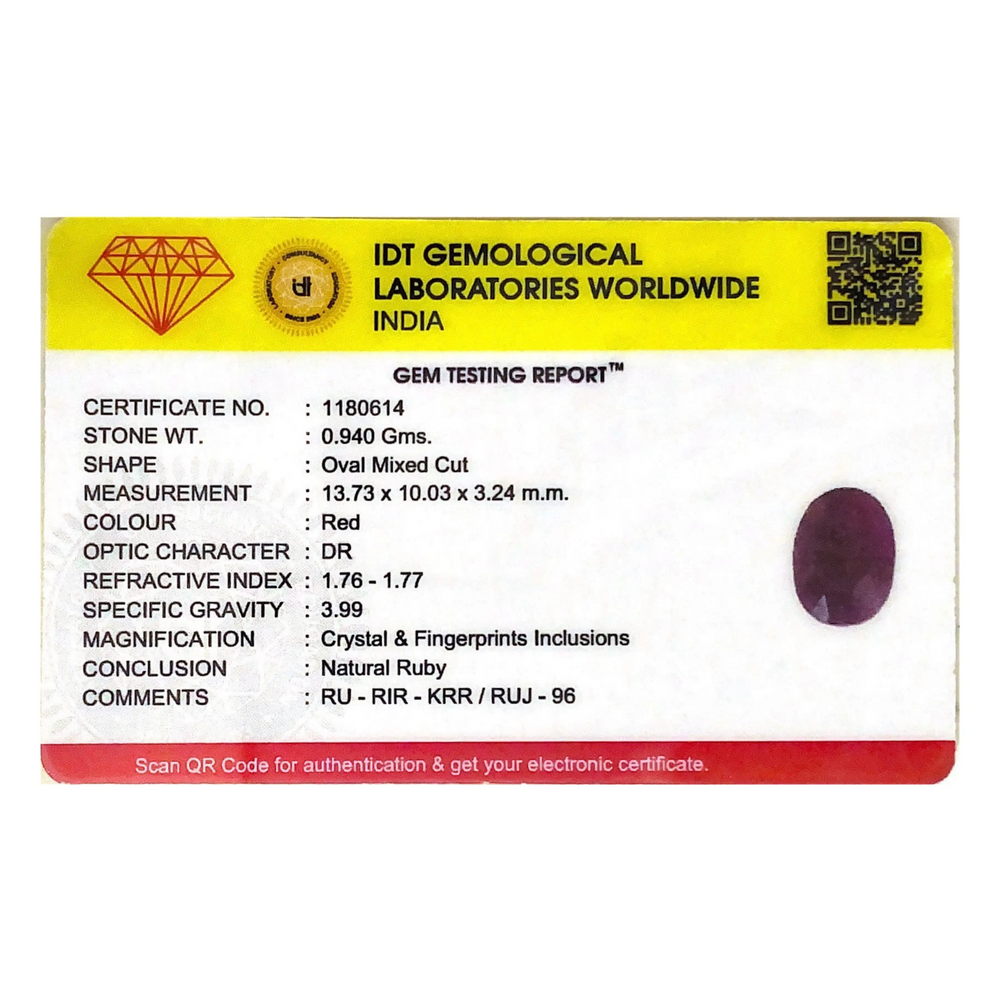 IDT GEMOLOGICAL
LABORATORIES WORLDWIDE
INDIA
GEM TESTING REPORT™
CERTIFICATE NO. : 1180614
STONE WT. : 0.940 Gms.
SHAPE : Oval Mixed Cut
MEASUREMENT : 13.73 x 10.03 x 3.24 m.m.
COLOUR : Red
OPTIC CHARACTER : DR
REFRACTIVE INDEX : 1.76 - 1.77
SPECIFIC GRAVITY : 3.99
MAGNIFICATION : Crystal & Fingerprints Inclusions
CONCLUSION : Natural Ruby
COMMENTS : RU - RIR - KRR / RUJ - 96
Scan QR Code for authentication & get your electronic certificate.